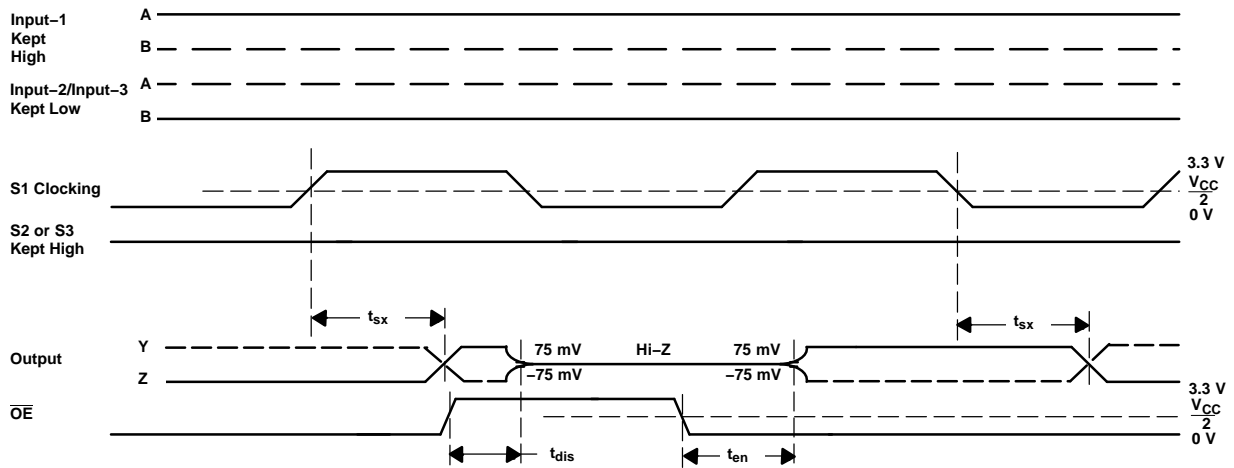 Input–1
Kept
High
A
B
Input–2/Input–3
Kept Low
A
B
S1 Clocking
3.3 V
VCC
2
0 V
S2 or S3
Kept High
tsx
tsx
Output
Y
Z
75 mV
–75 mV
Hi–Z
75 mV
–75 mV
OE
3.3 V
VCC
2
0 V
tdis
ten